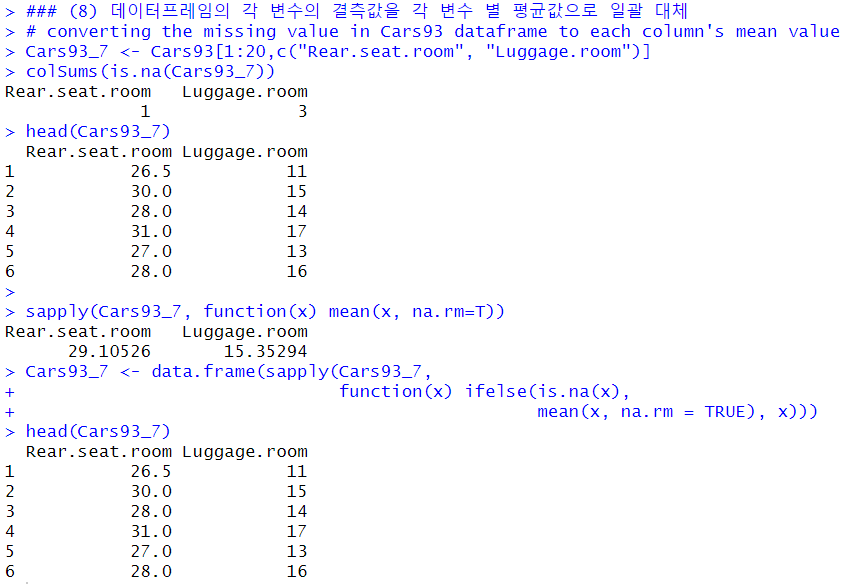 > ### (8) 데이터프레임의 각 변수의 결측값을 각 변수 별 평균값으로 일괄 대체
> # converting the missing value in Cars93 dataframe to each column's mean value
> Cars93_7 <- Cars93[1:20,c("Rear.seat.room", "Luggage.room")]
> colSums(is.na(Cars93_7))
Rear.seat.room   Luggage.room
             1              3
> head(Cars93_7)
  Rear.seat.room Luggage.room
1           26.5           11
2           30.0           15
3           28.0           14
4           31.0           17
5           27.0           13
6           28.0           16
>
> sapply(Cars93_7, function(x) mean(x, na.rm=T))
Rear.seat.room   Luggage.room
      29.10526       15.35294
> Cars93_7 <- data.frame(sapply(Cars93_7,
+                                 function(x) ifelse(is.na(x),
+                                                     mean(x, na.rm = TRUE), x)))
> head(Cars93_7)
  Rear.seat.room Luggage.room
1           26.5           11
2           30.0           15
3           28.0           14
4           31.0           17
5           27.0           13
6           28.0           16